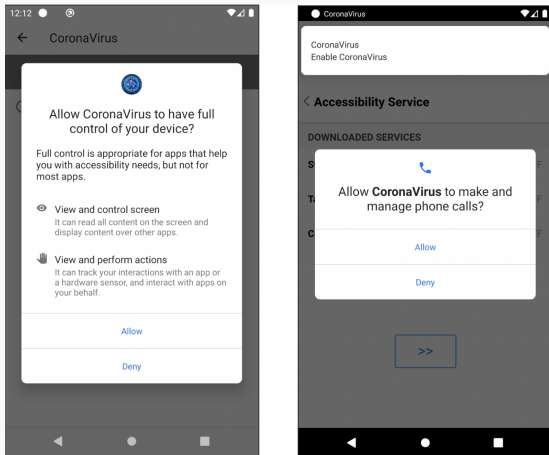 12:12
CoronaVirus
Allow CoronaVirus to have full
control of your device?
Full control is appropriate for apps that help
you with accessibility needs, but not for
most apps.
View and control screen
It can read all content on the screen and
display content over other apps.
View and perform actions
It can track your interactions with an app or
a hardware sensor, and interact with apps on
your behalf.
Allow
Deny
CoronaVirus
CoronaVirus
Enable CoronaVirus
< Accessibility Service
DOWNLOADED SERVICES
Allow CoronaVirus to make and
manage phone calls?
Allow
Deny
>>